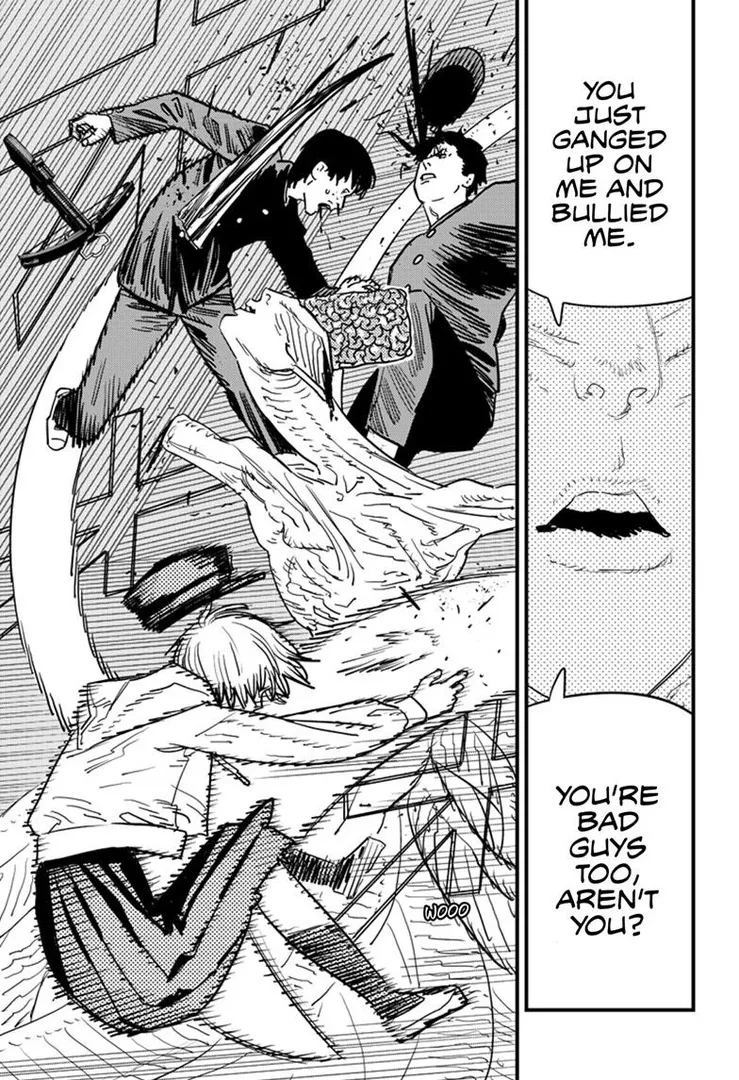 YOU
JUST
GANGED
UP ON
ME AND
BULLIED
ME.
YOU'RE
BAD
GUYS
TOO,
AREN'T
YOU?
WOOO